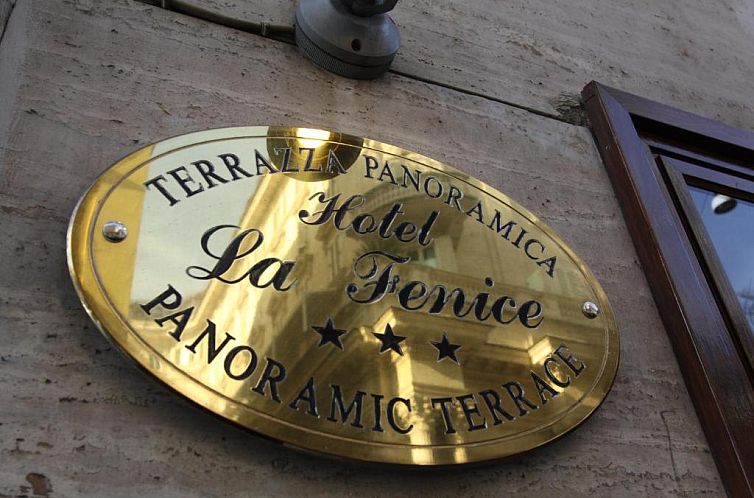 TERRAZZA PANORAMICA
Hotel
La Fenice
★ ★ ★
PANORAMIC TERRACE